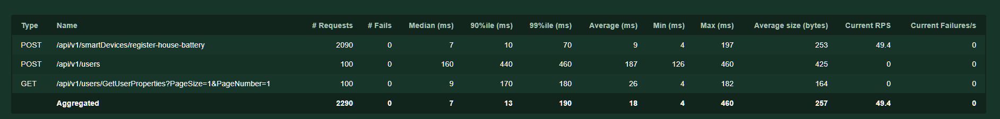 Type Name # Requests # Fails Median (ms) 90%ile (ms) 99%ile (ms) Average (ms) Min (ms) Max (ms) Average size (bytes) Current RPS Current Failures/s
POST /api/v1/smartDevices/register-house-battery 2090 0 7 10 70 9 4 197 253 49.4 0
POST /api/v1/users 100 0 160 440 460 187 126 460 425 0 0
GET /api/v1/users/GetUserProperties?PageSize=1&PageNumber=1 100 0 9 170 180 26 4 182 164 0 0
Aggregated 2290 0 7 13 190 18 4 460 257 49.4 0